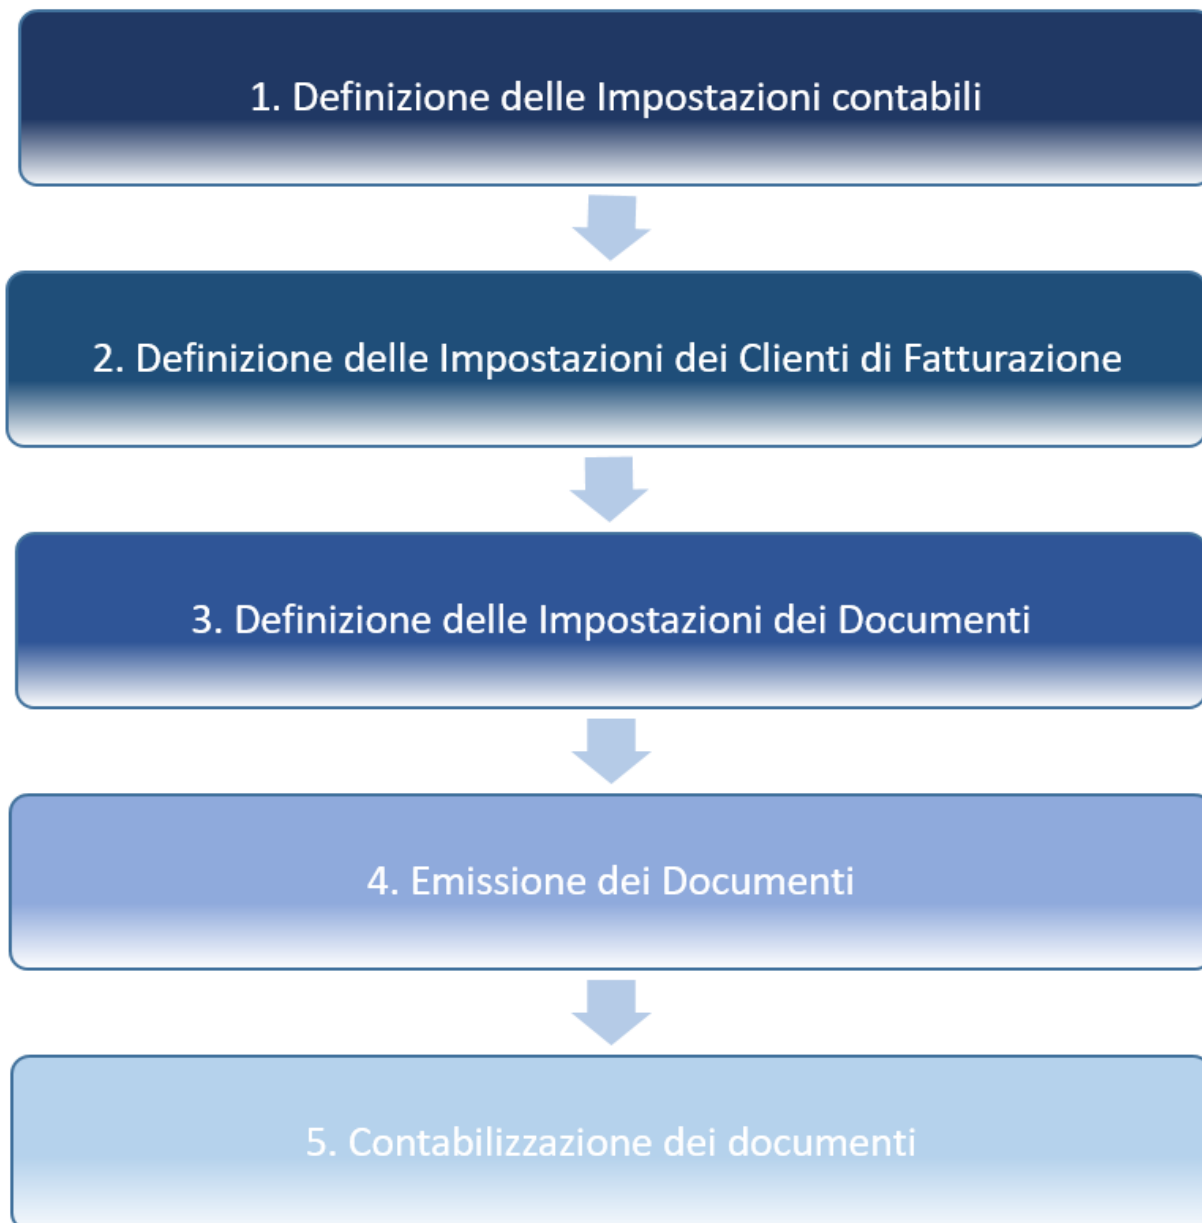 1. Definizione delle Impostazioni contabili
2. Definizione delle Impostazioni dei Clienti di Fatturazione
3. Definizione delle Impostazioni dei Documenti
4. Emissione dei Documenti
5. Contabilizzazione dei documenti